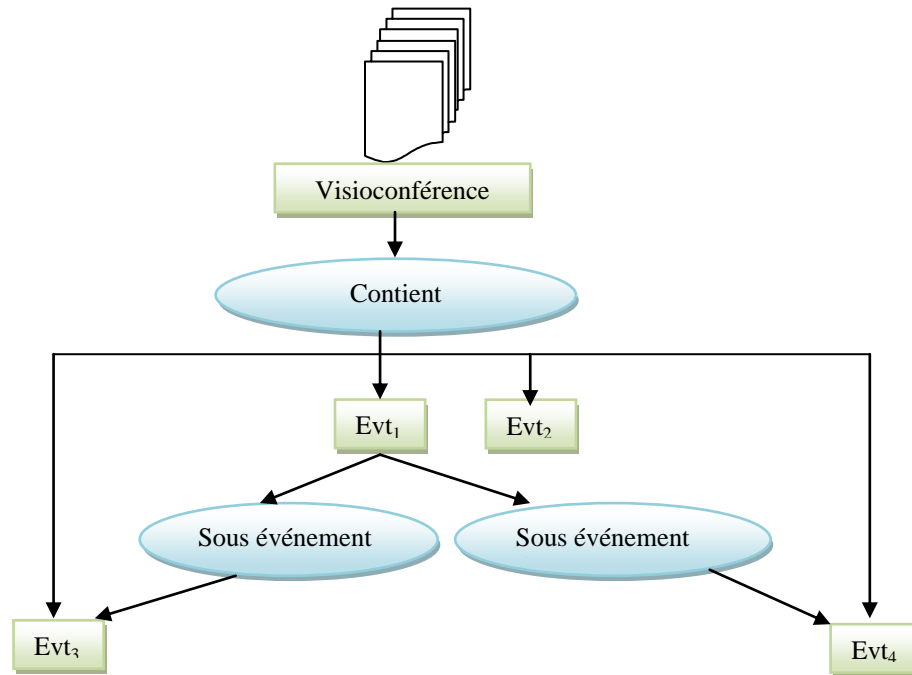 Visioconférence
Contient
Evt₁
Evt₂
Sous événement
Sous événement
Evt₃
Evt₄